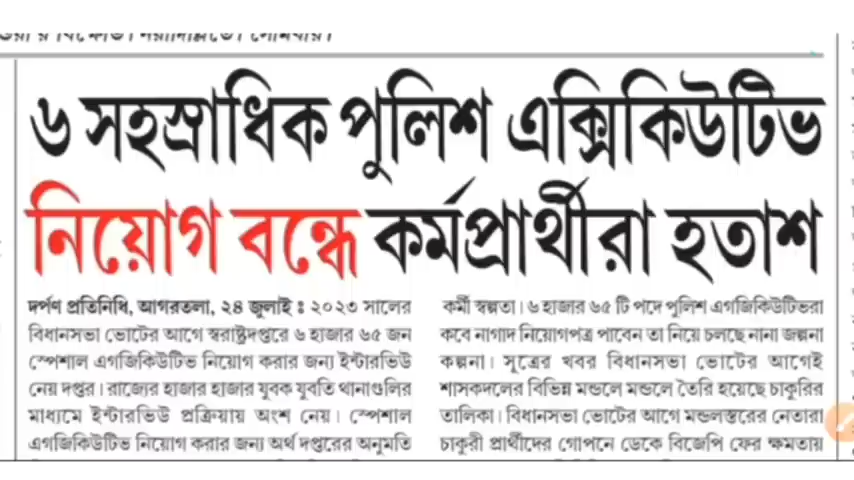 ৬ সহস্রাধিক পুলিশ এক্সিকিউটিভ
নিয়োগ বন্ধে কর্মপ্রার্থীরা হতাশ
দর্পণ প্রতিনিধি, আগরতলা, ২৪ জুলাই ঃ ২০২৩ সালের
বিধানসভা ভোটের আগে স্বরাষ্ট্রদপ্তরে ৬ হাজার ৬৫ জন
স্পেশাল এগজিকিউটিভ নিয়োগ করার জন্য ইন্টারভিউ
নেয় দপ্তর। রাজ্যের হাজার হাজার যুবক যুবতি থানাগুলির
মাধ্যমে ইন্টারভিউ প্রক্রিয়ায় অংশ নেয়। স্পেশাল
এগজিকিউটিভ নিয়োগ করার জন্য অর্থ দপ্তরের অনুমতি
কর্মী স্বল্পতা। ৬ হাজার ৬৫ টি পদে পুলিশ এগজিকিউটিভরা
কবে নাগাদ নিয়োগপত্র পাবেন তা নিয়ে চলছে নানা জল্পনা
কল্পনা। সূত্রের খবর বিধানসভা ভোটের আগেই
শাসকদলের বিভিন্ন মন্ডলে মন্ডলে তৈরি হয়েছে চাকুরির
তালিকা। বিধানসভা ভোটের আগে মন্ডলস্তরের নেতারা
চাকুরী প্রার্থীদের গোপনে ডেকে বিজেপি ফের ক্ষমতায়